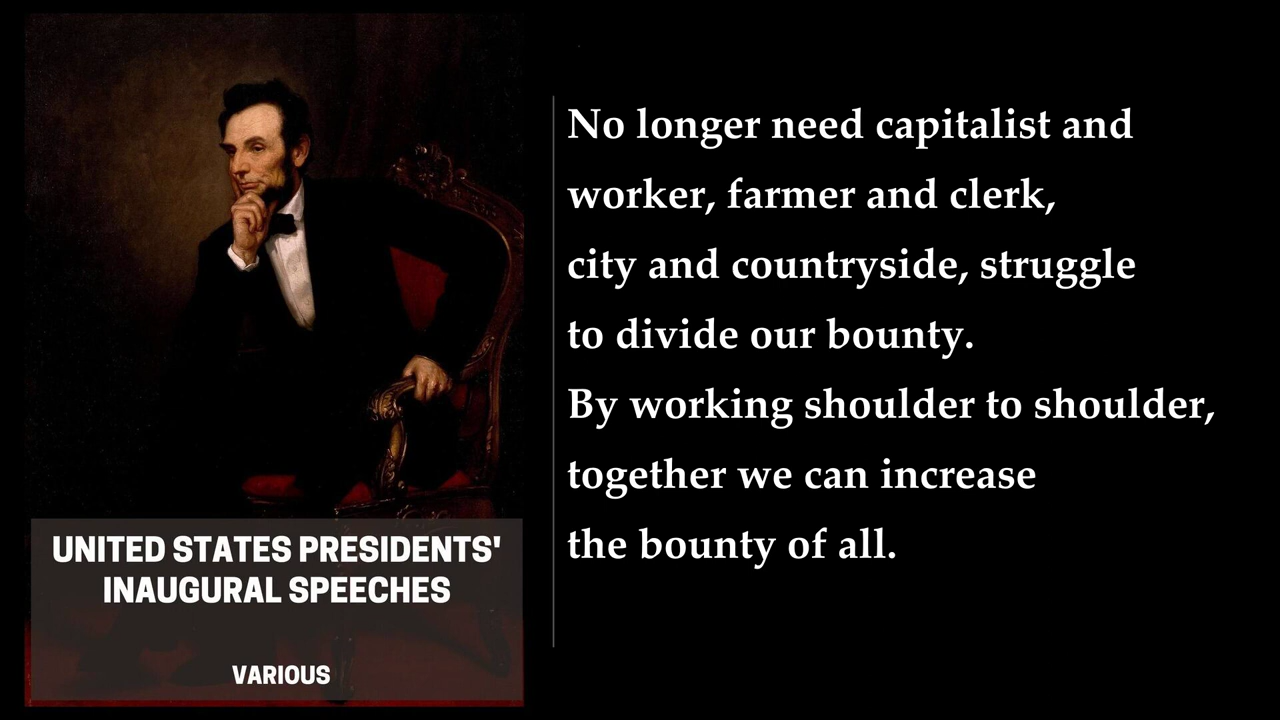 No longer need capitalist and
worker, farmer and clerk,
city and countryside, struggle
to divide our bounty.
By working shoulder to shoulder,
together we can increase
the bounty of all.
UNITED STATES PRESIDENTS'
INAUGURAL SPEECHES
VARIOUS